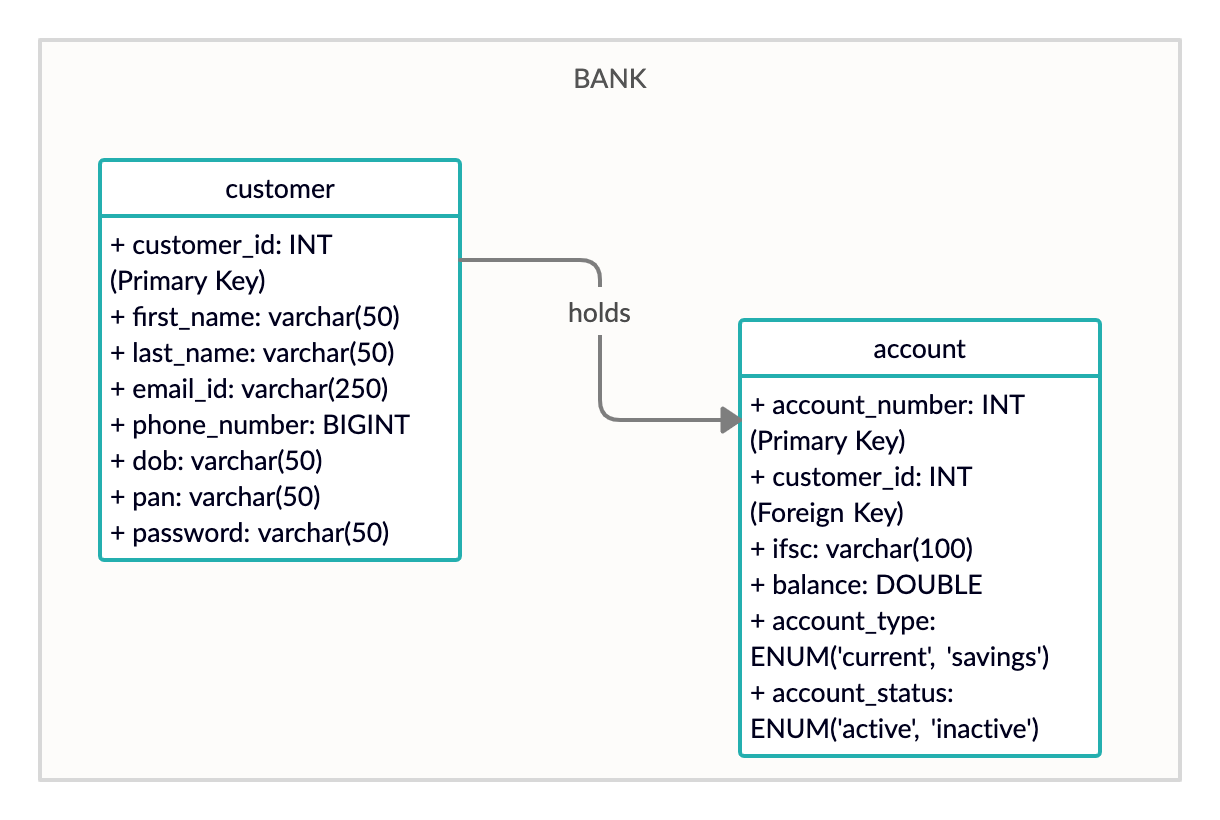 BANK
customer
+ customer_id: INT
(Primary Key)
+ first_name: varchar(50)
+ last_name: varchar(50)
+ email_id: varchar(250)
+ phone_number: BIGINT
+ dob: varchar(50)
+ pan: varchar(50)
+ password: varchar(50)
holds
account
+ account_number: INT
(Primary Key)
+ customer_id: INT
(Foreign Key)
+ ifsc: varchar(100)
+ balance: DOUBLE
+ account_type:
ENUM('current', 'savings')
+ account_status:
ENUM('active', 'inactive')